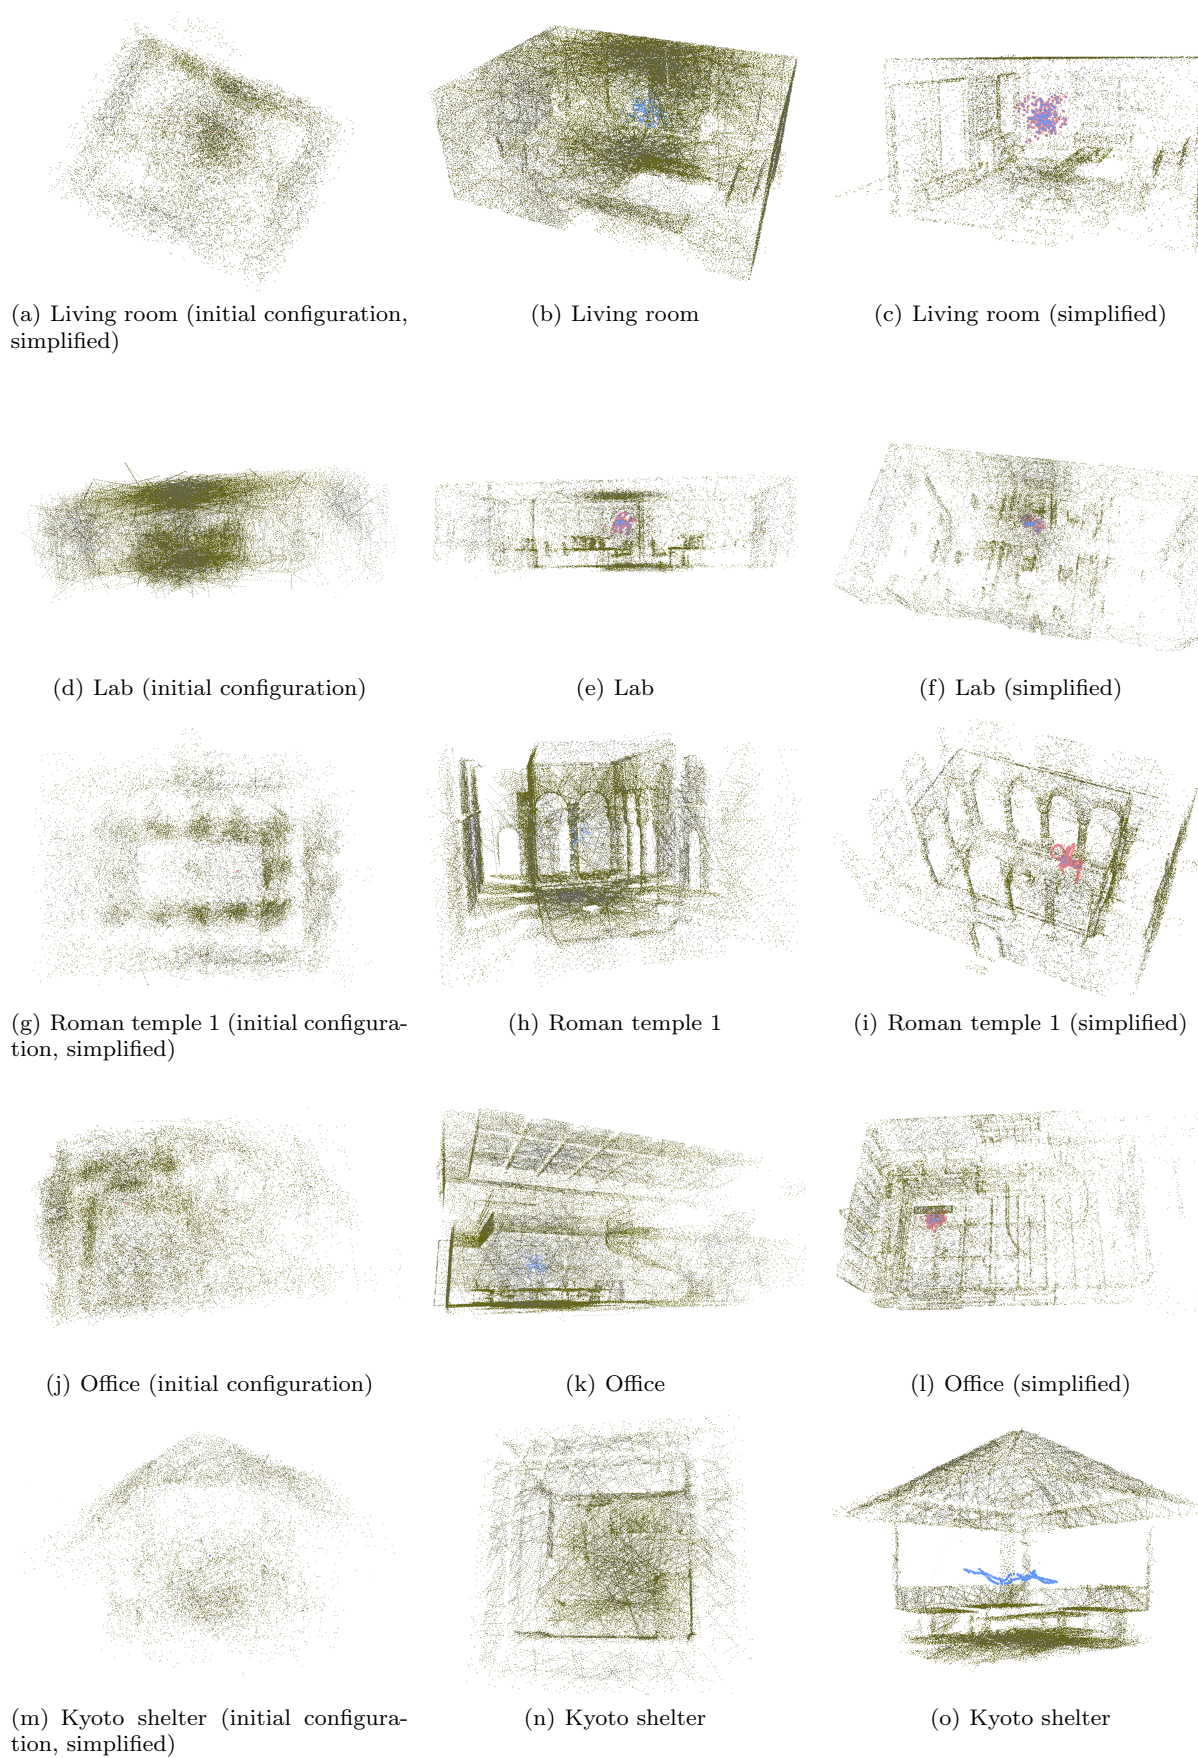 (a) Living room (initial configuration,
simplified)
(b) Living room
(c) Living room (simplified)
(d) Lab (initial configuration)
(e) Lab
(f) Lab (simplified)
(g) Roman temple 1 (initial configura-
tion, simplified)
(h) Roman temple 1
(i) Roman temple 1 (simplified)
(j) Office (initial configuration)
(k) Office
(l) Office (simplified)
(m) Kyoto shelter (initial configura-
tion, simplified)
(n) Kyoto shelter
(o) Kyoto shelter